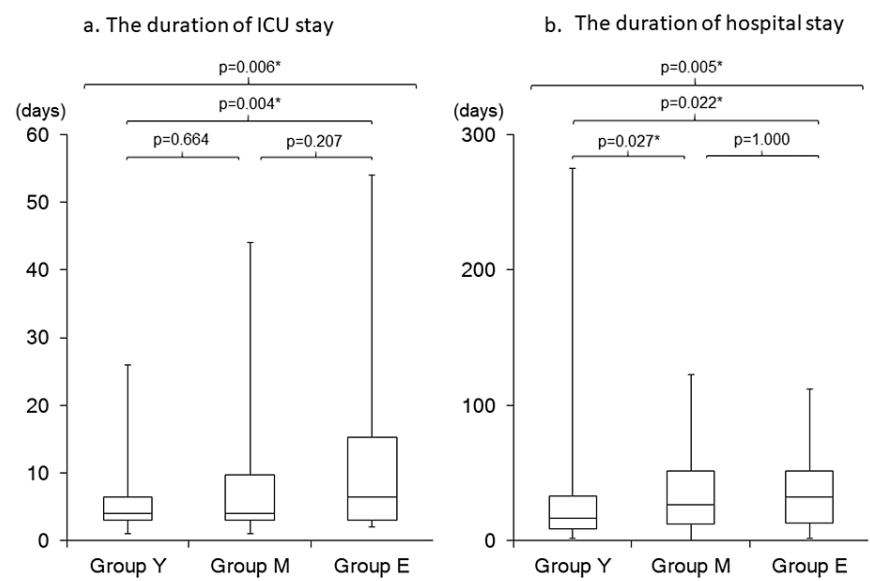 a. The duration of ICU stay
p=0.006*
(days)
p=0.004*
60
p=0.664
p=0.207
50
40
30
20
10
0
Group Y
Group M
Group E
b. The duration of hospital stay
p=0.005*
(days)
p=0.022*
300
p=0.027*
p=1.000
200
100
0
Group Y
Group M
Group E